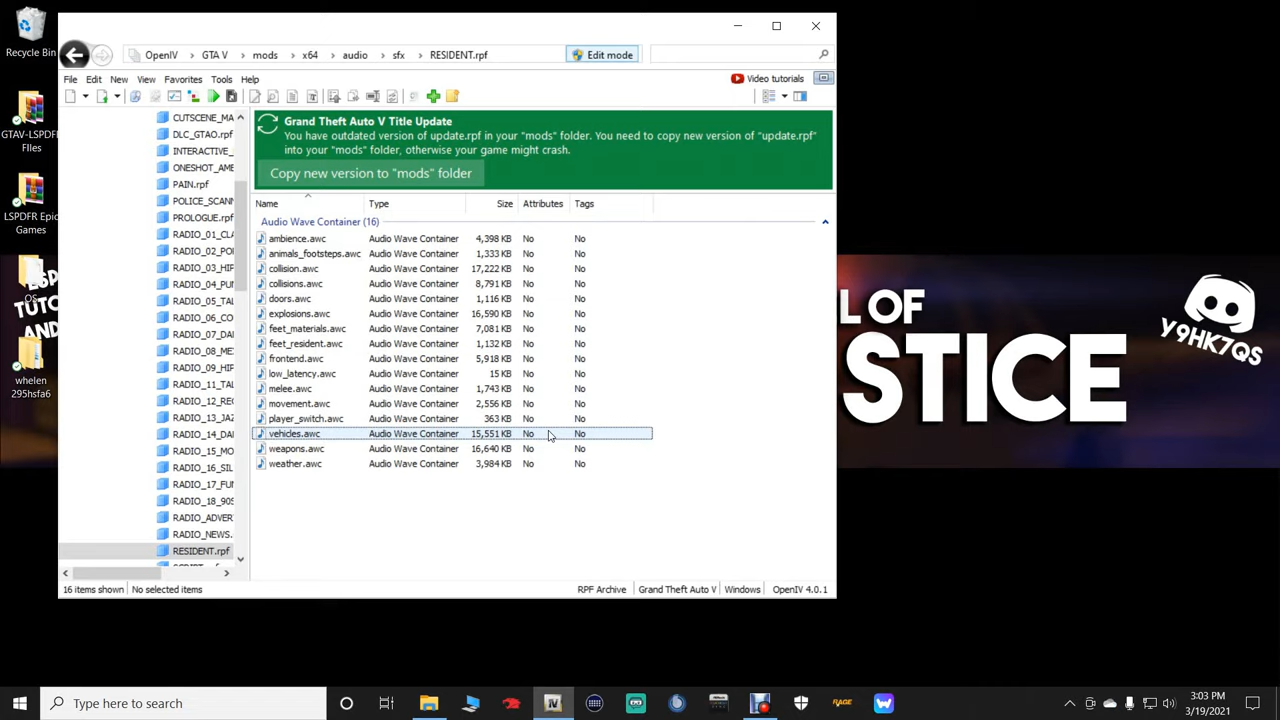 Recycle Bin
GTAV-LSPDFI
FIles
LSPDFR Epic
Games
OS
whelen
295hsfa6
OpenIV
GTA V
mods
x64
audio
sfx
RESIDENT.rpf
Edit mode
File
Edit
New
View
Favorites
Tools
Help
Video tutorials
CUTSCENE_MA
DLC_GTAO.rpf
INTERACTIVE_
ONESHOT_AME
PAIN.rpf
POLICE_SCANN
PROLOGUE.rpf
RADIO_01_CLA
RADIO_02_POI
RADIO_03_HIP
RADIO_04_PUI
RADIO_05_TAL
RADIO_06_CO
RADIO_07_DAI
RADIO_08_ME
RADIO_09_HIP
RADIO_11_TAL
RADIO_12_REC
RADIO_13_JAZ
RADIO_14_DAI
RADIO_15_MO
RADIO_16_SIL
RADIO_17_FUI
RADIO_18_90S
RADIO_ADVER
RADIO_NEWS.
RESIDENT.rpf
Grand Theft Auto V Title Update
You have outdated version of update.rpf in your "mods" folder. You need to copy new version of "update.rpf"
into your "mods" folder, otherwise your game might crash.
Copy new version to "mods" folder
Name Type Size Attributes Tags
Audio Wave Container (16)
ambience.awc Audio Wave Container 4,398 KB No No
animals_footsteps.awc Audio Wave Container 1,333 KB No No
collision.awc Audio Wave Container 17,222 KB No No
collisions.awc Audio Wave Container 8,791 KB No No
doors.awc Audio Wave Container 1,116 KB No No
explosions.awc Audio Wave Container 16,590 KB No No
feet_materials.awc Audio Wave Container 7,081 KB No No
feet_resident.awc Audio Wave Container 1,132 KB No No
frontend.awc Audio Wave Container 5,918 KB No No
low_latency.awc Audio Wave Container 15 KB No No
melee.awc Audio Wave Container 1,743 KB No No
movement.awc Audio Wave Container 2,556 KB No No
player_switch.awc Audio Wave Container 363 KB No No
vehicles.awc Audio Wave Container 15,551 KB No No
weapons.awc Audio Wave Container 16,640 KB No No
weather.awc Audio Wave Container 3,984 KB No No
16 items shown
No selected items
RPF Archive
Grand Theft Auto V
Windows
OpenIV 4.0.1
LSP
TUTO
AN
L OF
STICE
Y9HK7QS
Type here to search
IV
RAGE
3:03 PM
3/19/2021